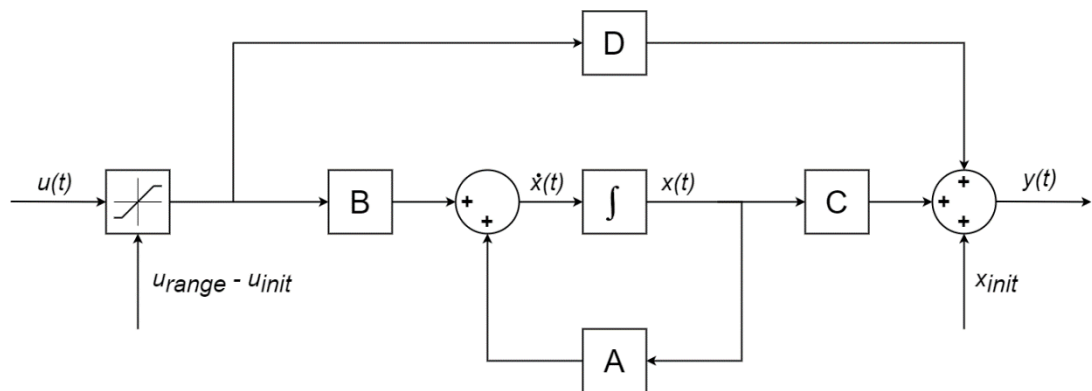 D
u(t)
B
ẋ(t)
∫
x(t)
C
y(t)
+
+
+
+
+
u_range - u_init
x_init
A